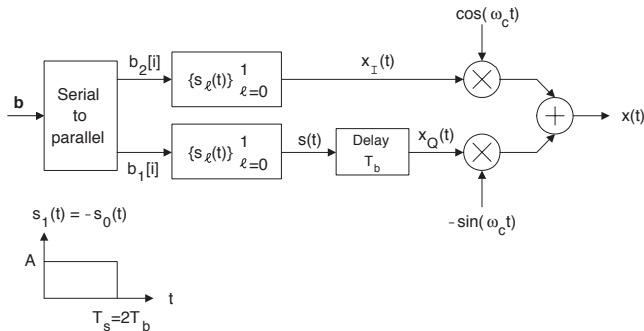 cos(ω_c t)
b_2[i]
x_I(t)
{s_ℓ(t)} 1 ℓ=0
b
Serial to parallel
x(t)
{s_ℓ(t)} 1 ℓ=0
s(t)
Delay T_b
x_Q(t)
b_1[i]
-sin(ω_c t)
s_1(t) = -s_0(t)
A
t
T_s=2T_b